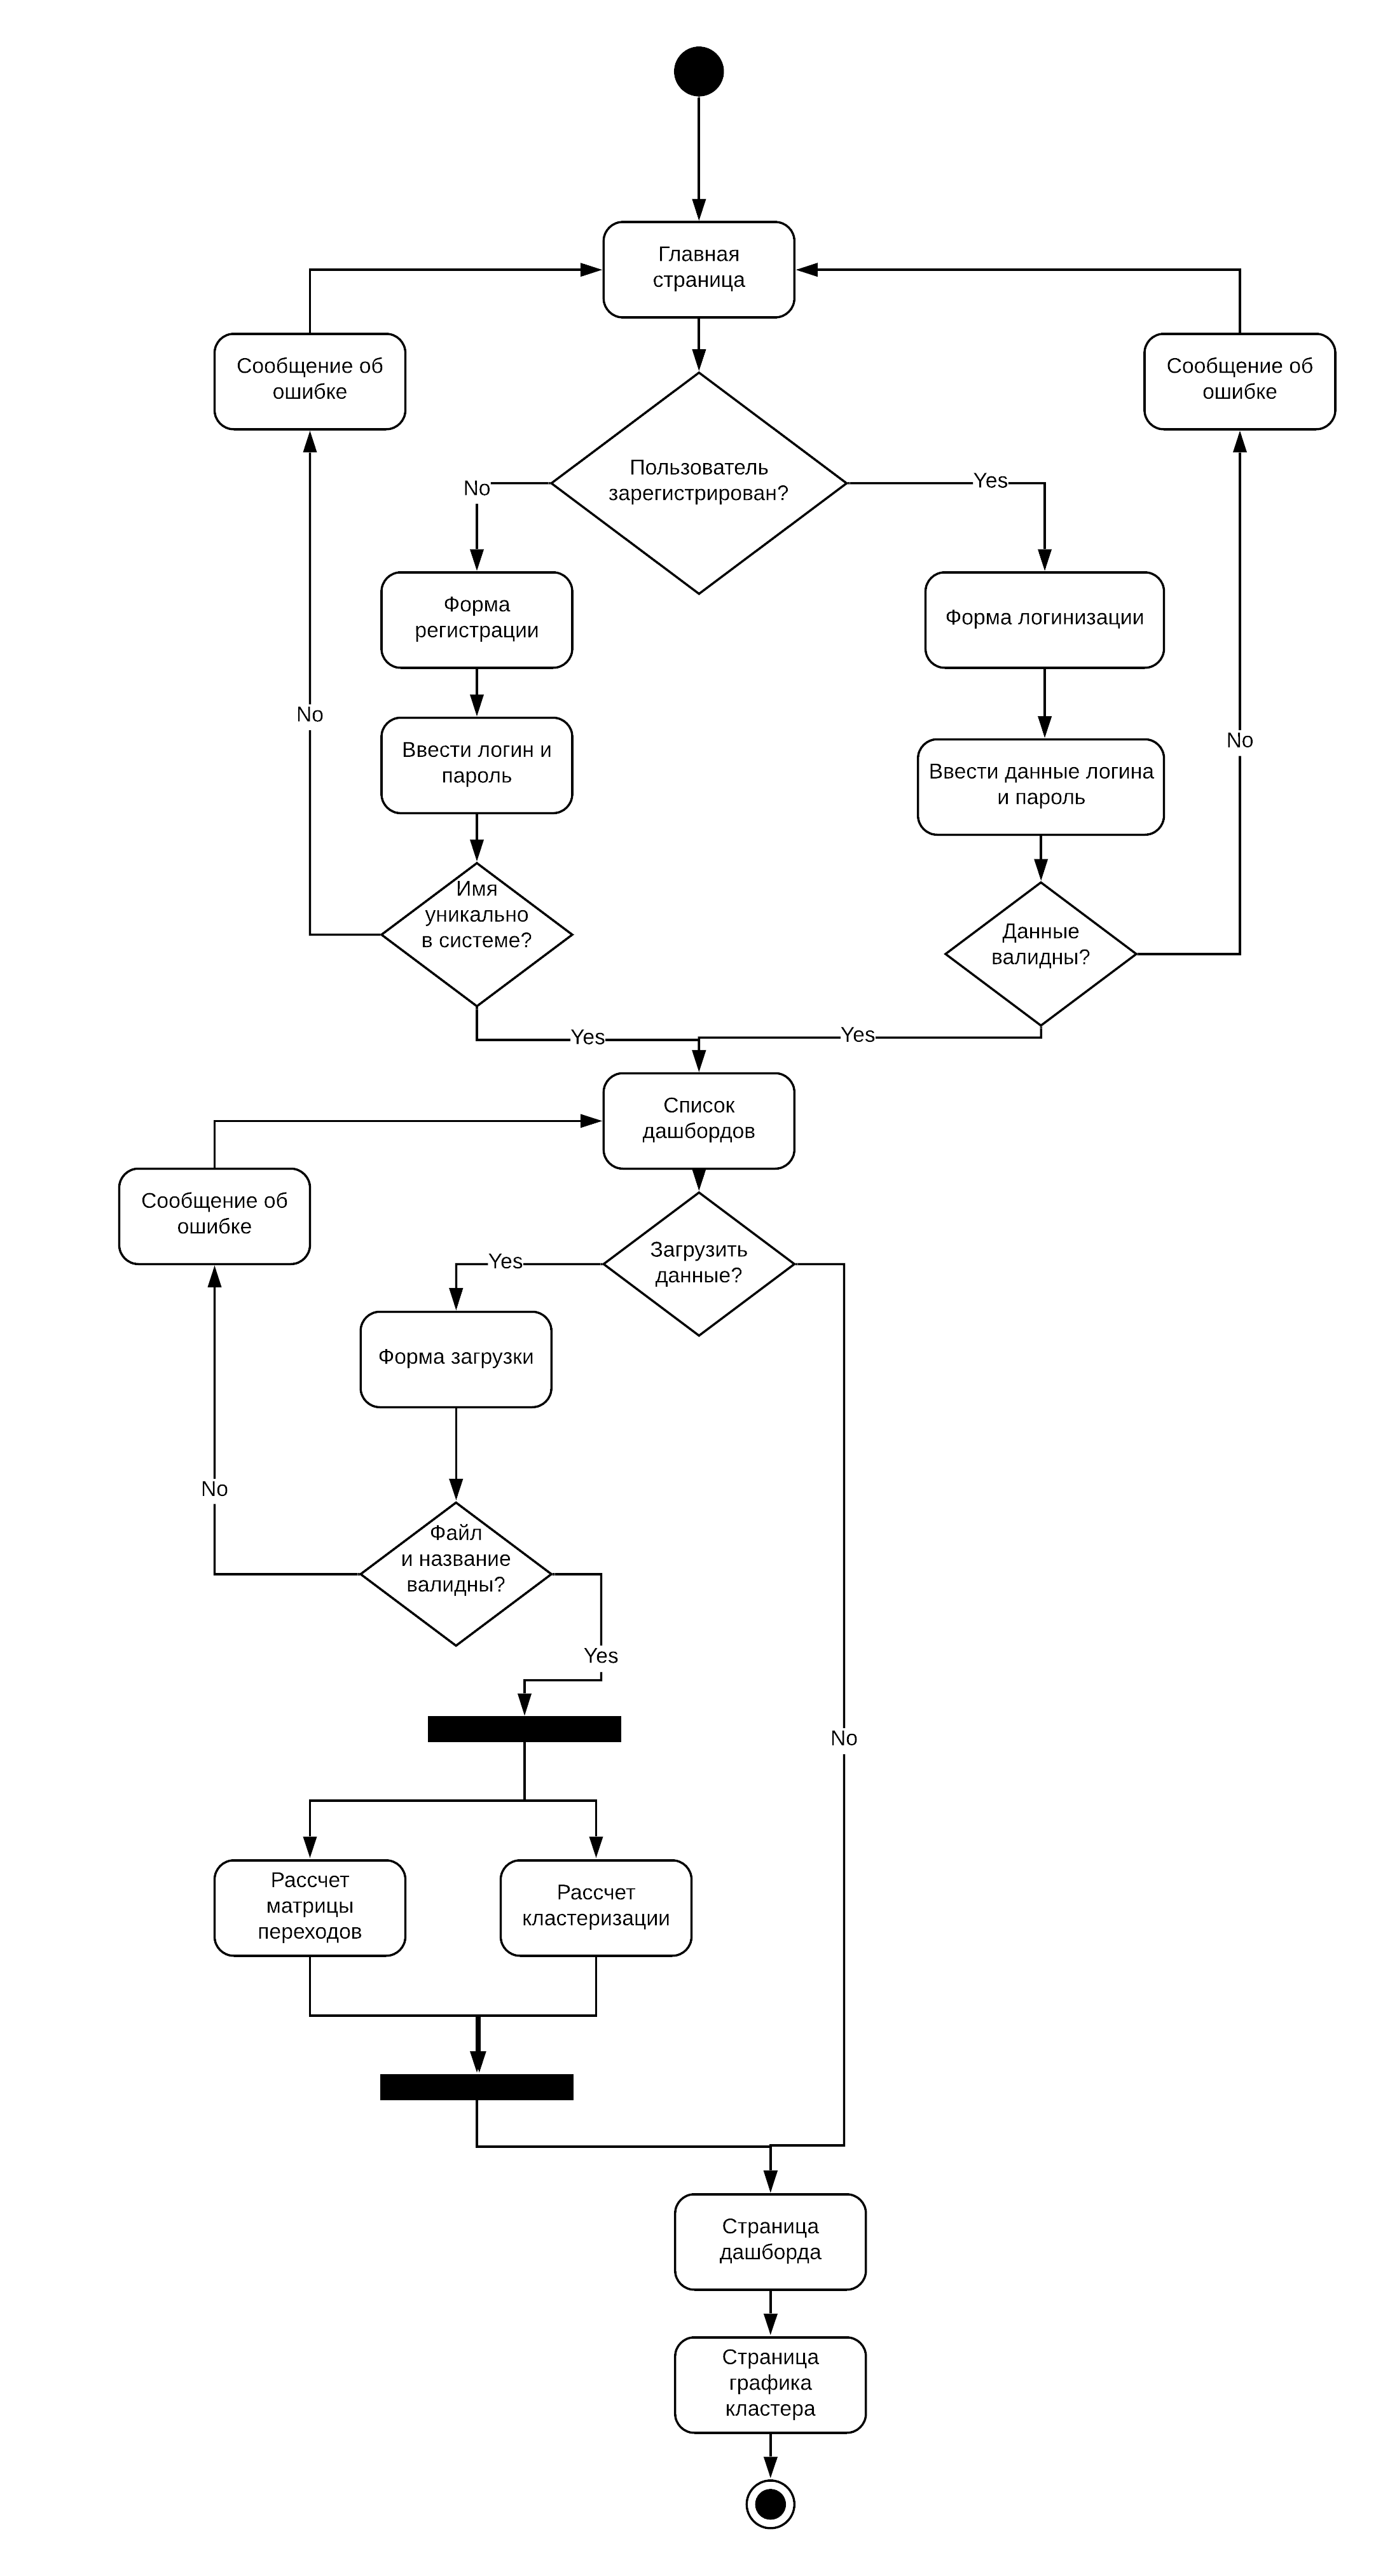 Главная
страница
Сообщение об
ошибке
Сообщение об
ошибке
Пользователь
зарегистрирован?
No
Yes
Форма
регистрации
Форма логинизации
No
Ввести логин и
пароль
No
Ввести данные логина
и пароль
Имя
уникально
в системе?
Данные
валидны?
Yes
Yes
Список
дашбордов
Сообщение об
ошибке
Загрузить
данные?
Yes
Форма загрузки
No
Файл
и название
валидны?
Yes
No
Рассчет
матрицы
переходов
Рассчет
кластеризации
Страница
дашборда
Страница
графика
кластера